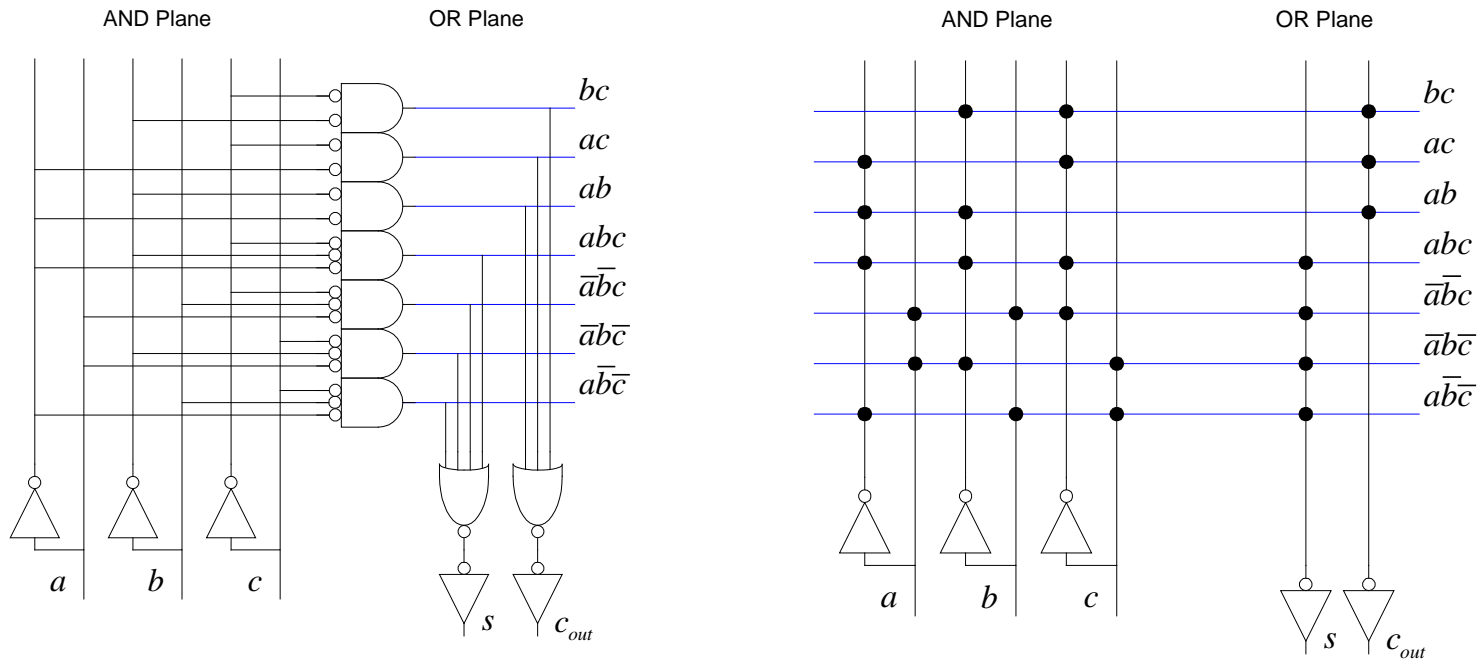 AND Plane OR Plane
bc
ac
ab
abc
a̅b̅c
a̅bc̅
ab̅c̅
a b c
s c_out
AND Plane OR Plane
bc
ac
ab
abc
a̅b̅c
a̅bc̅
ab̅c̅
a b c
s c_out